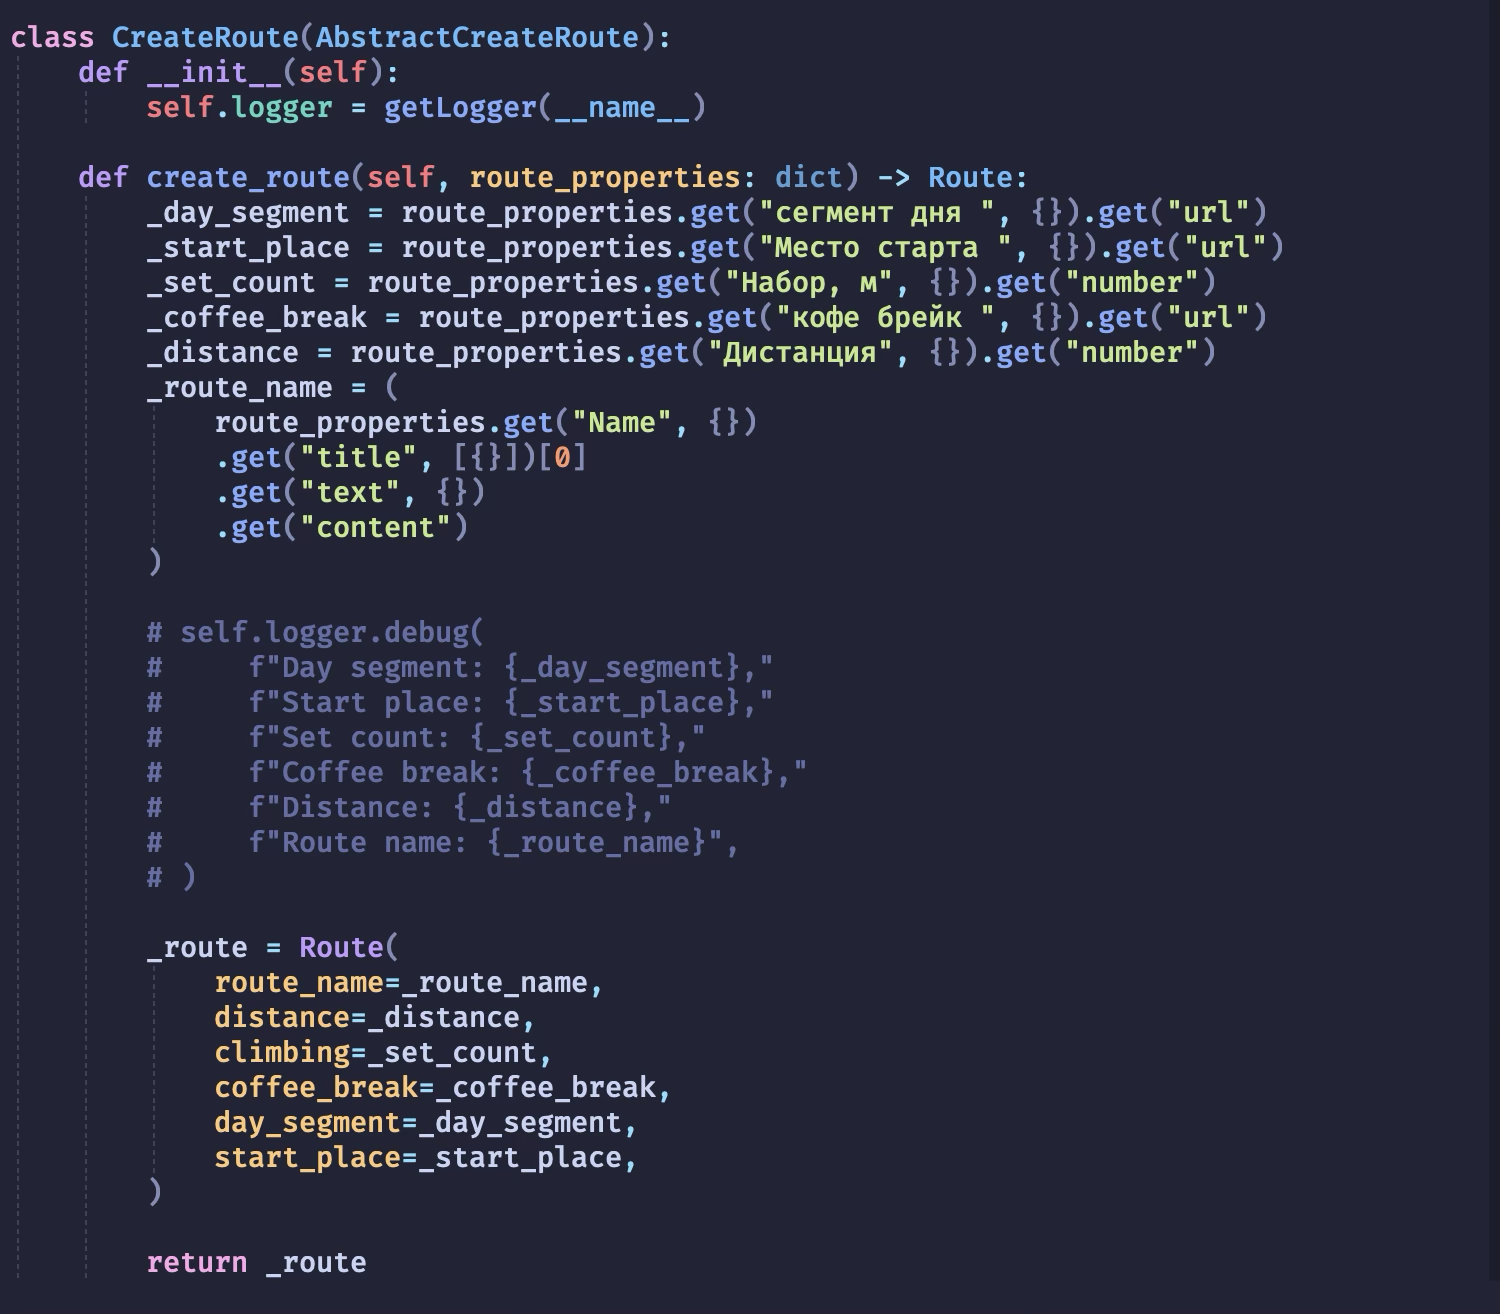 class CreateRoute(AbstractCreateRoute):
    def __init__(self):
        self.logger = getLogger(__name__)

    def create_route(self, route_properties: dict) -> Route:
        _day_segment = route_properties.get("сегмент дня ", {}).get("url")
        _start_place = route_properties.get("Место старта ", {}).get("url")
        _set_count = route_properties.get("Набор, м", {}).get("number")
        _coffee_break = route_properties.get("кофе брейк ", {}).get("url")
        _distance = route_properties.get("Дистанция", {}).get("number")
        _route_name = (
            route_properties.get("Name", {})
            .get("title", [{}])[0]
            .get("text", {})
            .get("content")
        )

        # self.logger.debug(
        #     f"Day segment: {_day_segment},"
        #     f"Start place: {_start_place},"
        #     f"Set count: {_set_count},"
        #     f"Coffee break: {_coffee_break},"
        #     f"Distance: {_distance},"
        #     f"Route name: {_route_name}",
        # )

        _route = Route(
            route_name=_route_name,
            distance=_distance,
            climbing=_set_count,
            coffee_break=_coffee_break,
            day_segment=_day_segment,
            start_place=_start_place,
        )

        return _route